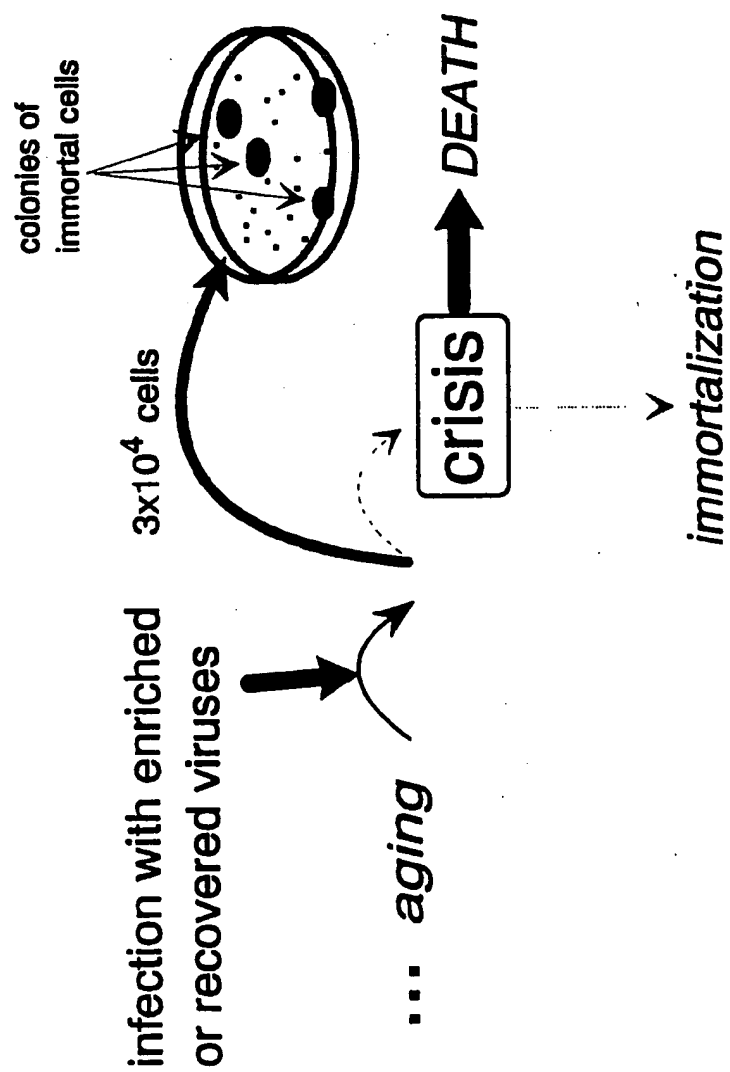 infection with enriched
or recovered viruses
3x10⁴ cells
colonies of
immortal cells
... aging
crisis
DEATH
immortalization